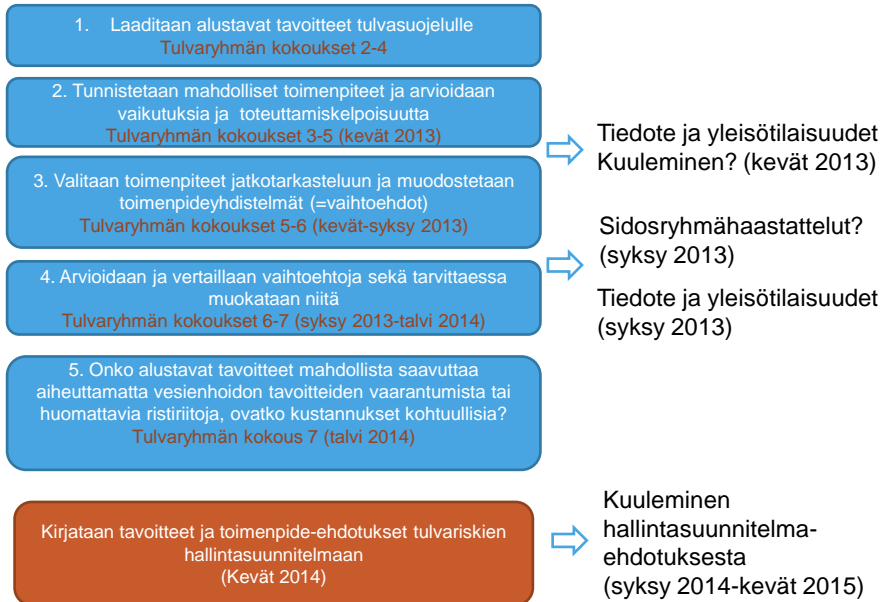 1. Laaditaan alustavat tavoitteet tulvasuojelulle
Tulvaryhmän kokoukset 2-4
2. Tunnistetaan mahdolliset toimenpiteet ja arvioidaan
vaikutuksia ja toteuttamiskelpoisuutta
Tulvaryhmän kokoukset 3-5 (kevät 2013)
Tiedote ja yleisötilaisuudet
Kuuleminen? (kevät 2013)
3. Valitaan toimenpiteet jatkotarkasteluun ja muodostetaan
toimenpideyhdistelmät (=vaihtoehdot)
Tulvaryhmän kokoukset 5-6 (kevät-syksy 2013)
Sidosryhmähaastattelut?
(syksy 2013)
4. Arvioidaan ja vertaillaan vaihtoehtoja sekä tarvittaessa
muokataan niitä
Tulvaryhmän kokoukset 6-7 (syksy 2013-talvi 2014)
Tiedote ja yleisötilaisuudet
(syksy 2013)
5. Onko alustavat tavoitteet mahdollista saavuttaa
aiheuttamatta vesienhoidon tavoitteiden vaarantumista tai
huomattavia ristiriitoja, ovatko kustannukset kohtuullisia?
Tulvaryhmän kokous 7 (talvi 2014)
Kirjataan tavoitteet ja toimenpide-ehdotukset tulvariskien
hallintasuunnitelmaan
(Kevät 2014)
Kuuleminen
hallintasuunnitelma-
ehdotuksesta
(syksy 2014-kevät 2015)